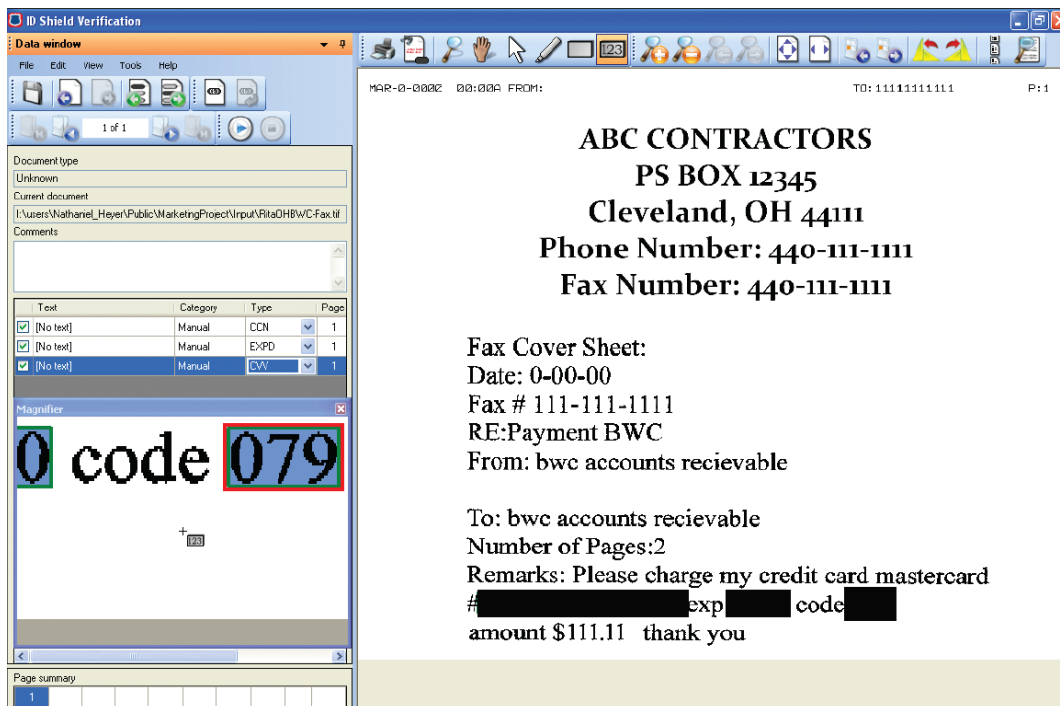 ID Shield Verification
Data window
File Edit View Tools Help
1 of 1
Document type
Unknown
Current document
I:\users\Nathaniel_Heyer\Public\MarketingProject\Input\RitaOHBWC-Fax.tif
Comments
Text Category Type Page
[No text] Manual CCN 1
[No text] Manual EXPD 1
[No text] Manual CVV 1
Magnifier
0 code 079
123
Page summary
1
123
MAR-0-000Z 00:00A FROM: TO:11111111111 P:1
ABC CONTRACTORS
PS BOX 12345
Cleveland, OH 44111
Phone Number: 440-111-1111
Fax Number: 440-111-1111
Fax Cover Sheet:
Date: 0-00-00
Fax # 111-111-1111
RE:Payment BWC
From: bwc accounts recievable
To: bwc accounts recievable
Number of Pages:2
Remarks: Please charge my credit card mastercard
# exp code
amount $111.11 thank you